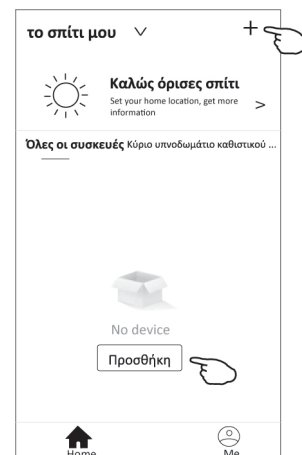 το σπίτι μου
Καλώς όρισες σπίτι
Set your home location, get more
information
Όλες οι συσκευές Κύριο υπνοδωμάτιο καθιστικού ...
No device
Προσθήκη
Home
Me